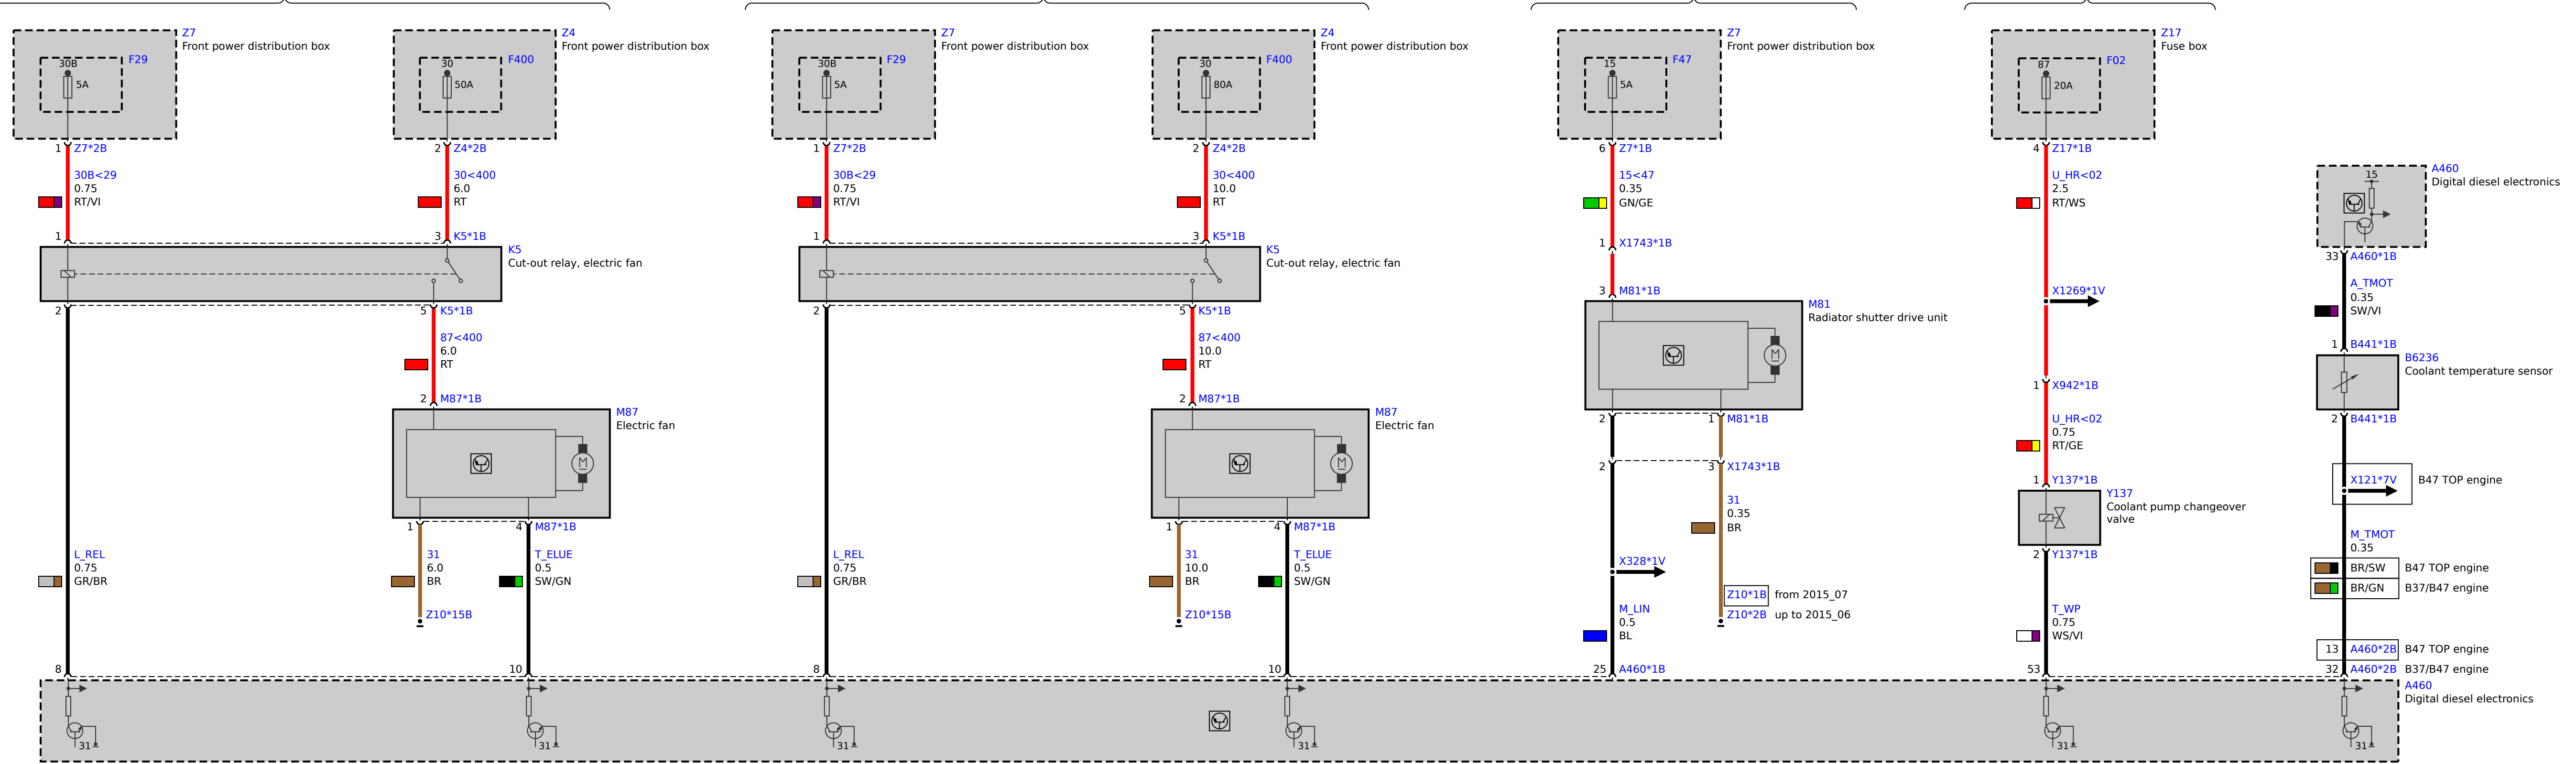 Z7
Front power distribution box
F29
30B
5A
1 Z7*2B
30B<29
0.75
RT/VI
1
Z4
Front power distribution box
F400
30
50A
2 Z4*2B
30<400
6.0
RT
3 K5*1B
K5
Cut-out relay, electric fan
2
5 K5*1B
87<400
6.0
RT
2 M87*1B
M87
Electric fan
M
1
4 M87*1B
L_REL
0.75
GR/BR
31
6.0
BR
Z10*15B
T_ELUE
0.5
SW/GN
8
10
Z7
Front power distribution box
F29
30B
5A
1 Z7*2B
30B<29
0.75
RT/VI
1
Z4
Front power distribution box
F400
30
80A
2 Z4*2B
30<400
10.0
RT
3 K5*1B
K5
Cut-out relay, electric fan
2
5 K5*1B
87<400
10.0
RT
2 M87*1B
M87
Electric fan
M
1
4 M87*1B
L_REL
0.75
GR/BR
31
10.0
BR
Z10*15B
T_ELUE
0.5
SW/GN
8
10
Z7
Front power distribution box
F47
15
5A
6 Z7*1B
15<47
0.35
GN/GE
1 X1743*1B
3 M81*1B
M81
Radiator shutter drive unit
M
2
1 M81*1B
2
3 X1743*1B
31
0.35
BR
X328*1V
Z10*1B from 2015_07
Z10*2B up to 2015_06
M_LIN
0.5
BL
25 A460*1B
Z17
Fuse box
F02
87
20A
4 Z17*1B
U_HR<02
2.5
RT/WS
X1269*1V
1 X942*1B
U_HR<02
0.75
RT/GE
1 Y137*1B
Y137
Coolant pump changeover
valve
2 Y137*1B
T_WP
0.75
WS/VI
53
A460
Digital diesel electronics
15
33 A460*1B
A_TMOT
0.35
SW/VI
1 B441*1B
B6236
Coolant temperature sensor
2 B441*1B
X121*7V B47 TOP engine
M_TMOT
0.35
BR/SW B47 TOP engine
BR/GN B37/B47 engine
13 A460*2B B47 TOP engine
32 A460*2B B37/B47 engine
A460
Digital diesel electronics
31
31
31
31
31
31